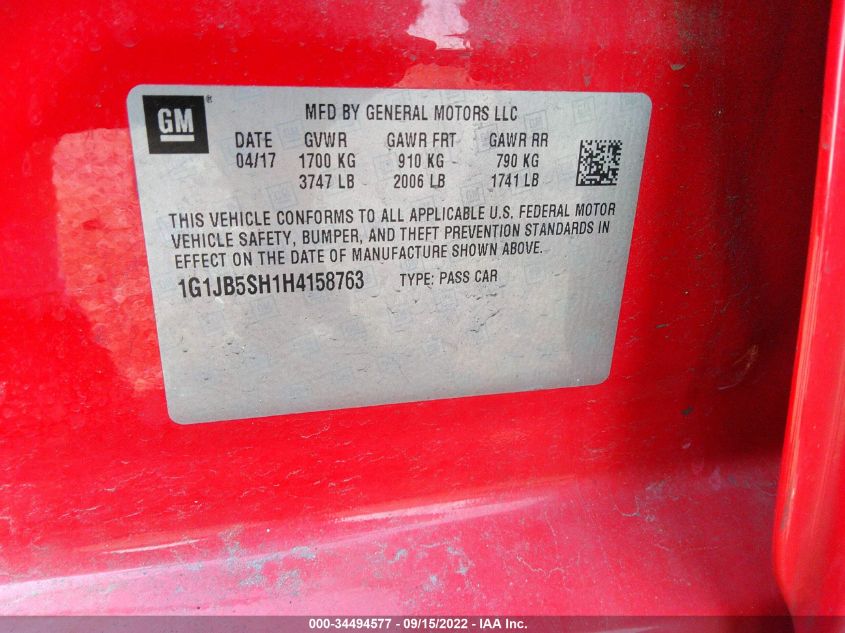 GM ®
MFD BY GENERAL MOTORS LLC
DATE GVWR GAWR FRT GAWR RR
04/17 1700 KG 910 KG 790 KG
3747 LB 2006 LB 1741 LB
THIS VEHICLE CONFORMS TO ALL APPLICABLE U.S. FEDERAL MOTOR
VEHICLE SAFETY, BUMPER, AND THEFT PREVENTION STANDARDS IN
EFFECT ON THE DATE OF MANUFACTURE SHOWN ABOVE.
1G1JB5SH1H4158763 TYPE: PASS CAR
000-34494577 - 09/15/2022 - IAA Inc.